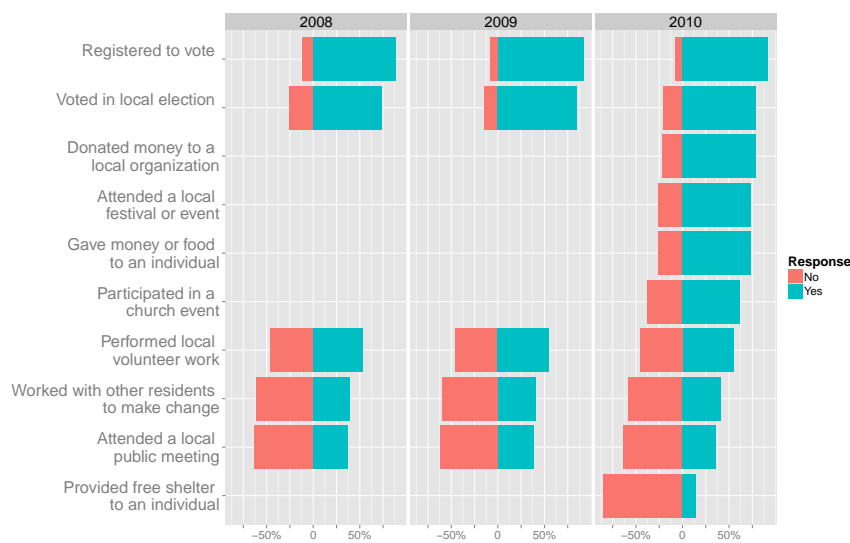 2008
2009
2010
Registered to vote
Voted in local election
Donated money to a
local organization
Attended a local
festival or event
Gave money or food
to an individual
Participated in a
church event
Performed local
volunteer work
Worked with other residents
to make change
Attended a local
public meeting
Provided free shelter
to an individual
−50% 0 50%
−50% 0 50%
−50% 0 50%
Response
No
Yes